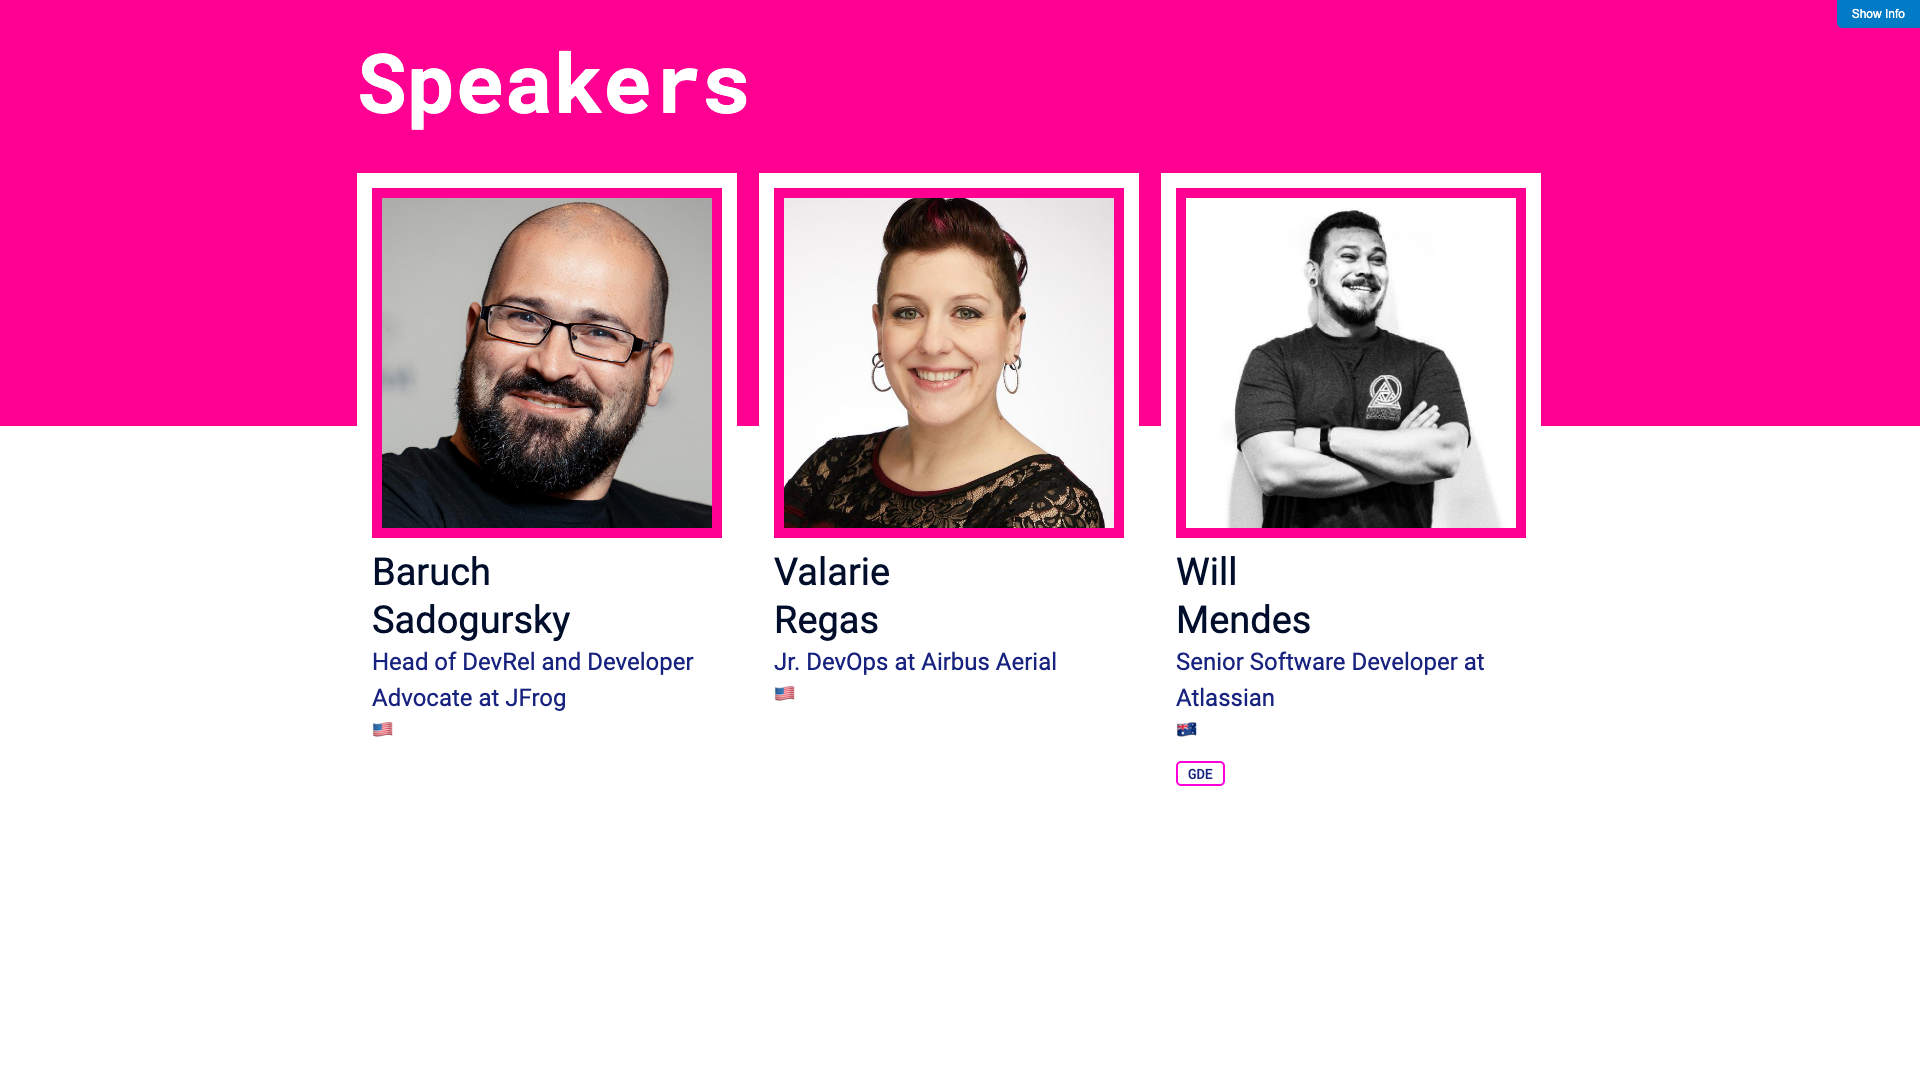 Show Info
Speakers
Baruch
Sadogursky
Head of DevRel and Developer
Advocate at JFrog
Valarie
Regas
Jr. DevOps at Airbus Aerial
Will
Mendes
Senior Software Developer at
Atlassian
GDE